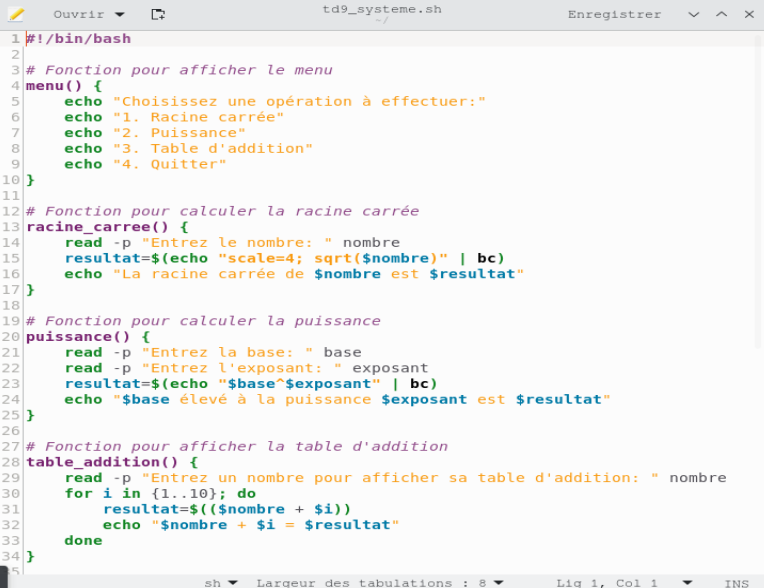 Ouvrir td9_systeme.sh Enregistrer
~/
1 #!/bin/bash
2
3 # Fonction pour afficher le menu
4 menu() {
5     echo "Choisissez une opération à effectuer:"
6     echo "1. Racine carrée"
7     echo "2. Puissance"
8     echo "3. Table d'addition"
9     echo "4. Quitter"
10 }
11
12 # Fonction pour calculer la racine carrée
13 racine_carree() {
14     read -p "Entrez le nombre: " nombre
15     resultat=$(echo "scale=4; sqrt($nombre)" | bc)
16     echo "La racine carrée de $nombre est $resultat"
17 }
18
19 # Fonction pour calculer la puissance
20 puissance() {
21     read -p "Entrez la base: " base
22     read -p "Entrez l'exposant: " exposant
23     resultat=$(echo "$base^$exposant" | bc)
24     echo "$base élevé à la puissance $exposant est $resultat"
25 }
26
27 # Fonction pour afficher la table d'addition
28 table_addition() {
29     read -p "Entrez un nombre pour afficher sa table d'addition: " nombre
30     for i in {1..10}; do
31         resultat=$(($nombre + $i))
32         echo "$nombre + $i = $resultat"
33     done
34 }
35
sh Largeur des tabulations : 8 Lig 1, Col 1 INS